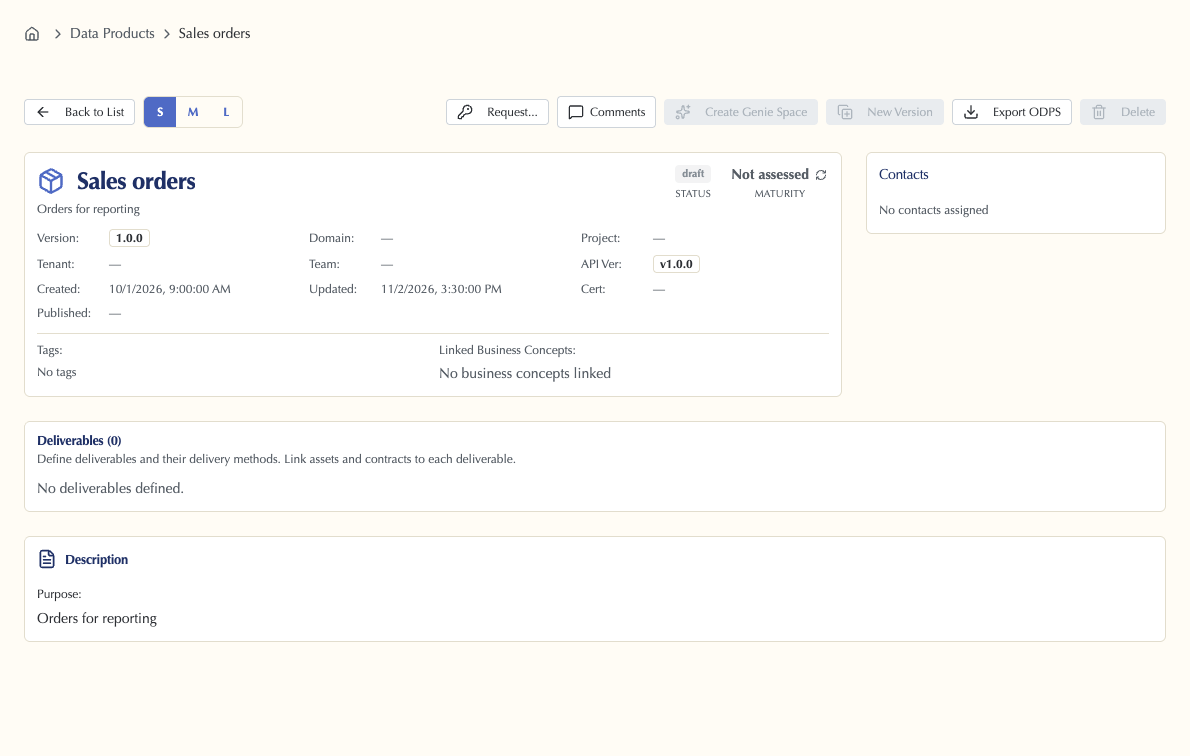 Data Products Sales orders
Back to List S M L Request... Comments Create Genie Space New Version Export ODPS Delete
Sales orders
draft Not assessed
STATUS MATURITY
Orders for reporting
Version: 1.0.0 Domain: — Project: —
Tenant: — Team: — API Ver: v1.0.0
Created: 10/1/2026, 9:00:00 AM Updated: 11/2/2026, 3:30:00 PM Cert: —
Published: —
Tags: Linked Business Concepts:
No tags No business concepts linked
Contacts
No contacts assigned
Deliverables (0)
Define deliverables and their delivery methods. Link assets and contracts to each deliverable.
No deliverables defined.
Description
Purpose:
Orders for reporting